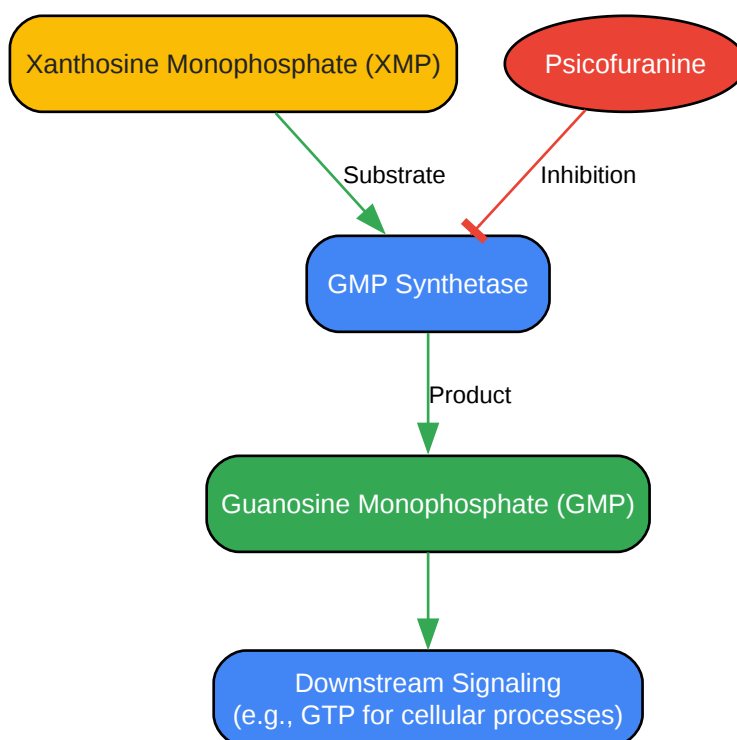 Xanthosine Monophosphate (XMP)
Psicofuranine
Substrate
Inhibition
GMP Synthetase
Product
Guanosine Monophosphate (GMP)
Downstream Signaling
(e.g., GTP for cellular processes)